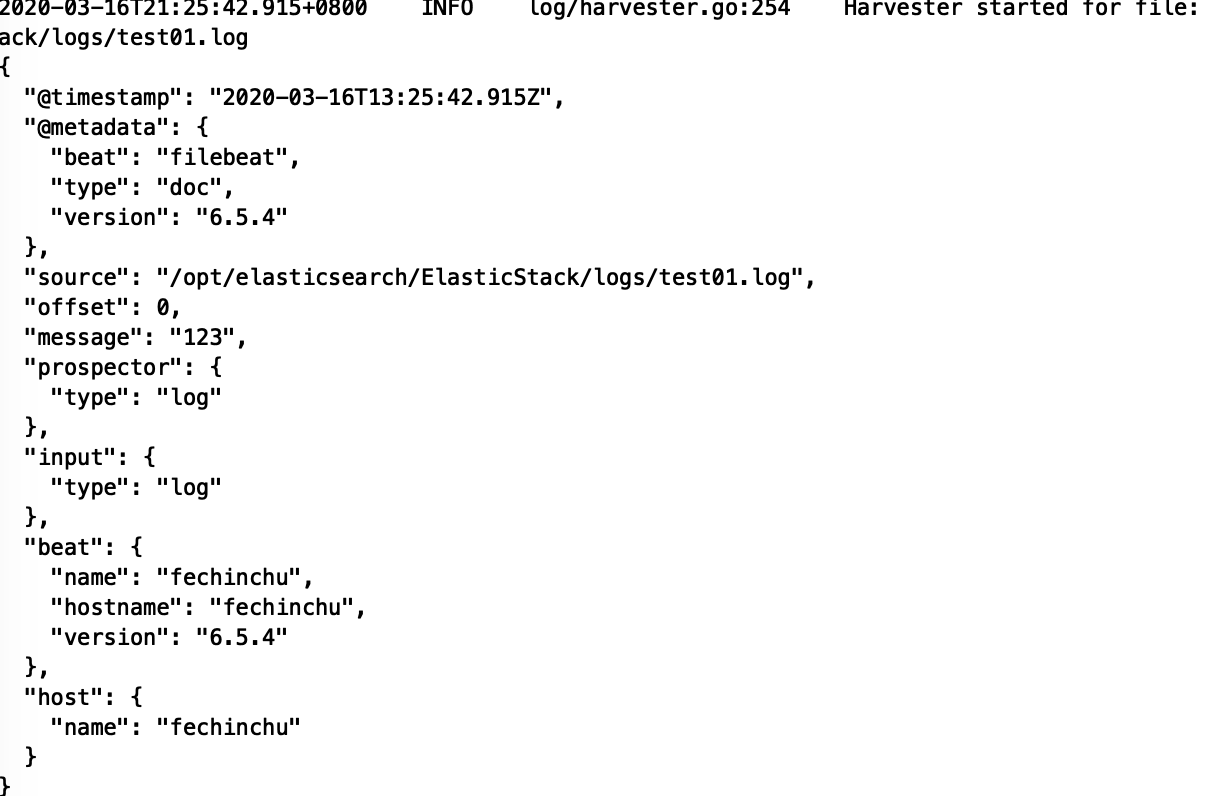 2020-03-16T21:25:42.915+0800    INFO    log/harvester.go:254    Harvester started for file:
ack/logs/test01.log
{
  "@timestamp": "2020-03-16T13:25:42.915Z",
  "@metadata": {
    "beat": "filebeat",
    "type": "doc",
    "version": "6.5.4"
  },
  "source": "/opt/elasticsearch/ElasticStack/logs/test01.log",
  "offset": 0,
  "message": "123",
  "prospector": {
    "type": "log"
  },
  "input": {
    "type": "log"
  },
  "beat": {
    "name": "fechinchu",
    "hostname": "fechinchu",
    "version": "6.5.4"
  },
  "host": {
    "name": "fechinchu"
  }
}